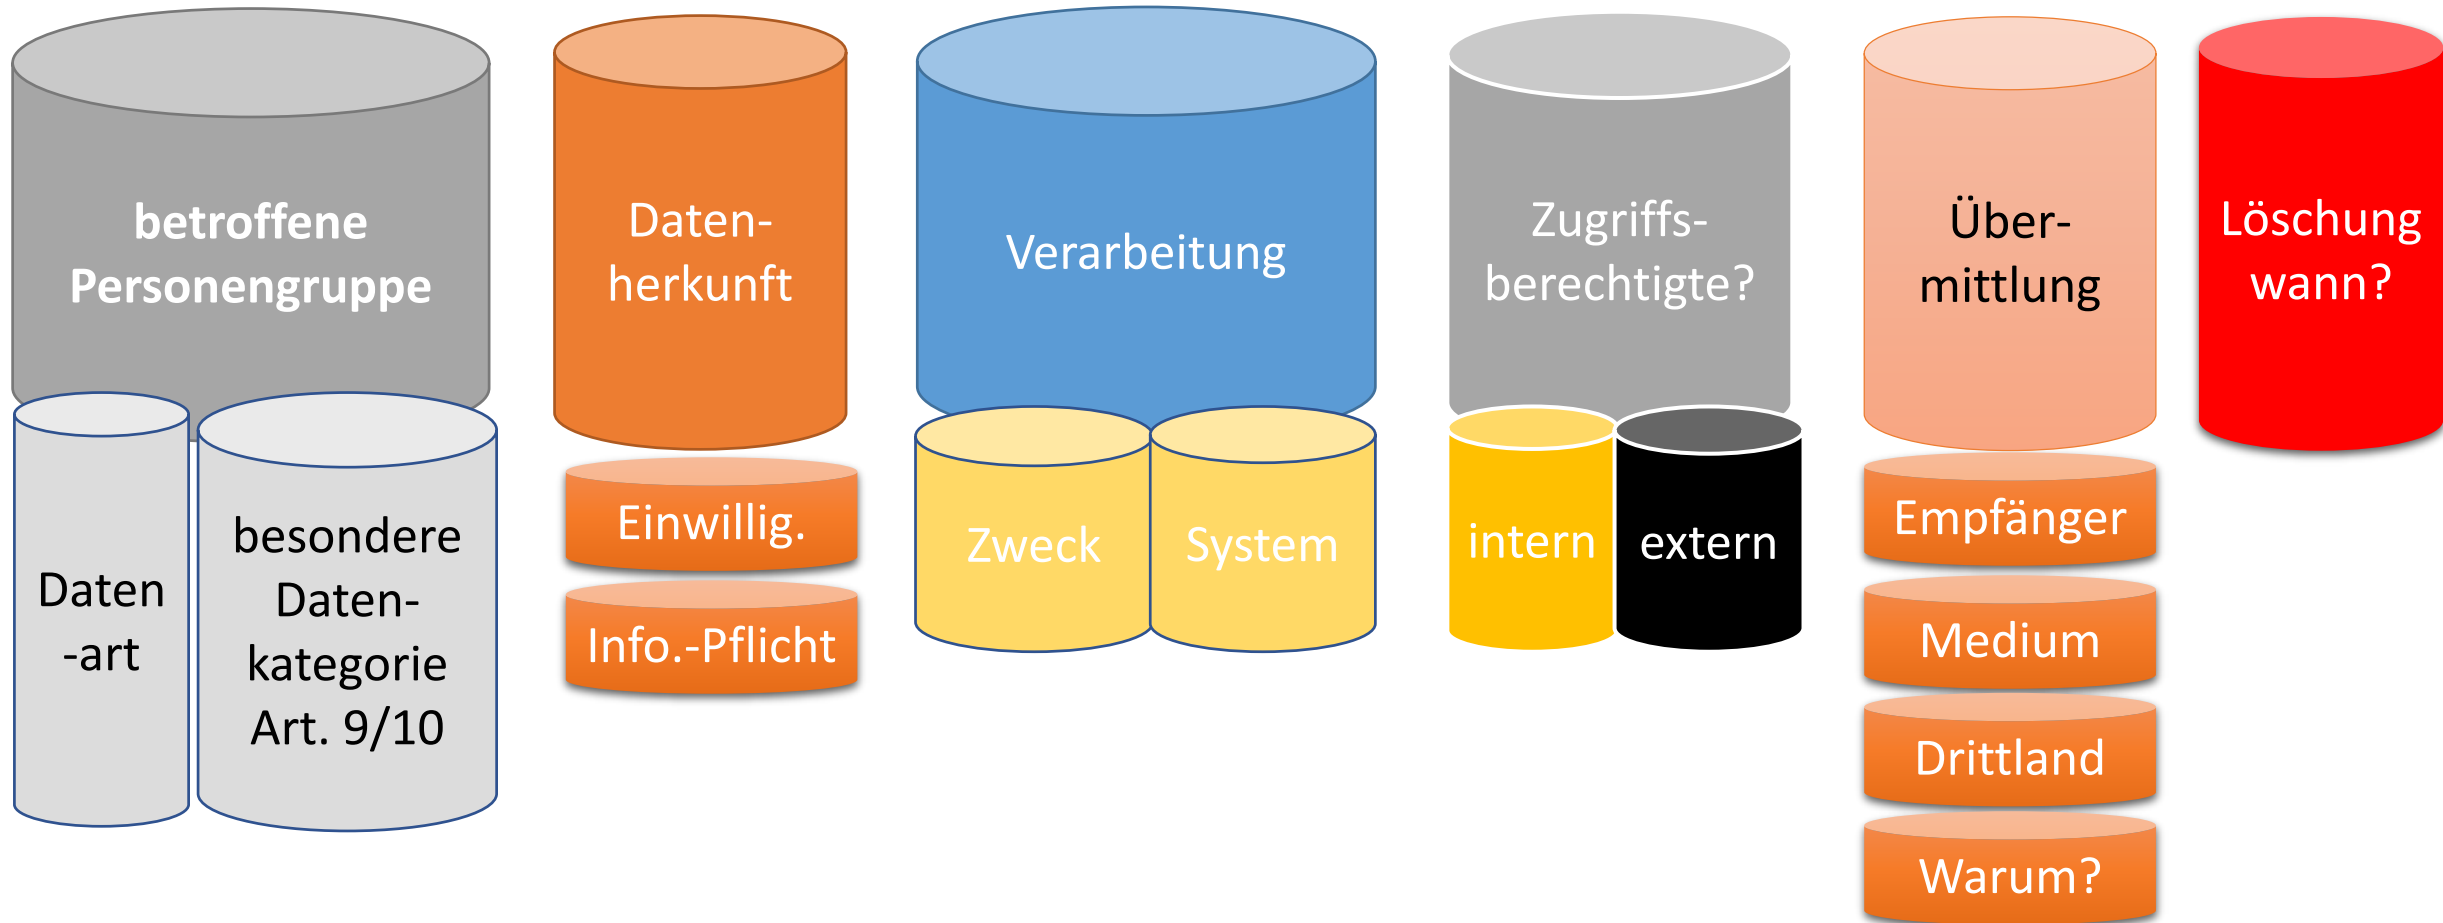 betroffene
Personengruppe
Daten
-art
besondere
Daten-
kategorie
Art. 9/10
Daten-
herkunft
Einwillig.
Info.-Pflicht
Verarbeitung
Zweck
System
Zugriffs-
berechtigte?
intern
extern
Über-
mittlung
Empfänger
Medium
Drittland
Warum?
Löschung
wann?